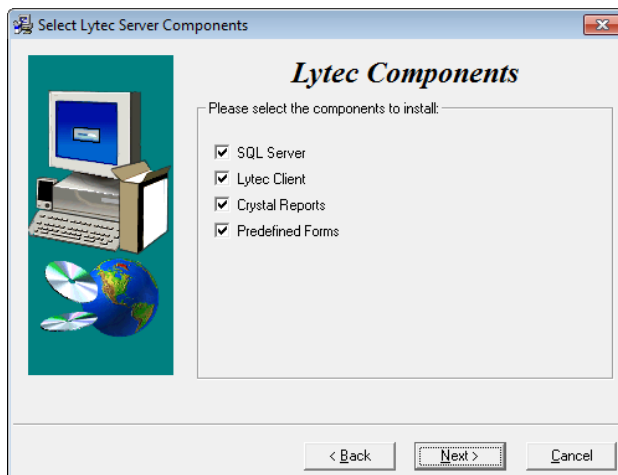 Select Lytec Server Components
Lytec Components
Please select the components to install:
SQL Server
Lytec Client
Crystal Reports
Predefined Forms
< Back
Next >
Cancel